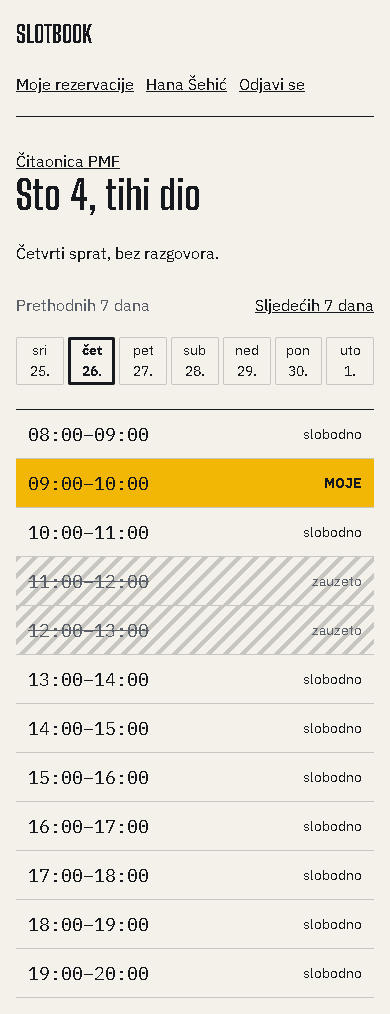 SLOTBOOK
Moje rezervacije Hana Šehić Odjavi se
Čitaonica PMF
Sto 4, tihi dio
Četvrti sprat, bez razgovora.
Prethodnih 7 dana Sljedećih 7 dana
sri čet pet sub ned pon uto
25. 26. 27. 28. 29. 30. 1.
08:00–09:00 slobodno
09:00–10:00 MOJE
10:00–11:00 slobodno
11:00–12:00 zauzeto
12:00–13:00 zauzeto
13:00–14:00 slobodno
14:00–15:00 slobodno
15:00–16:00 slobodno
16:00–17:00 slobodno
17:00–18:00 slobodno
18:00–19:00 slobodno
19:00–20:00 slobodno